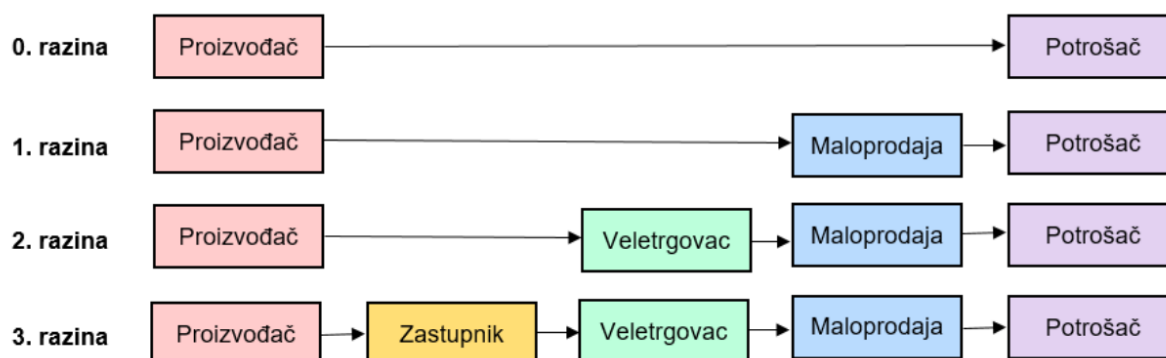 0. razina Proizvođač Potrošač
1. razina Proizvođač Maloprodaja Potrošač
2. razina Proizvođač Veletrgovac Maloprodaja Potrošač
3. razina Proizvođač Zastupnik Veletrgovac Maloprodaja Potrošač